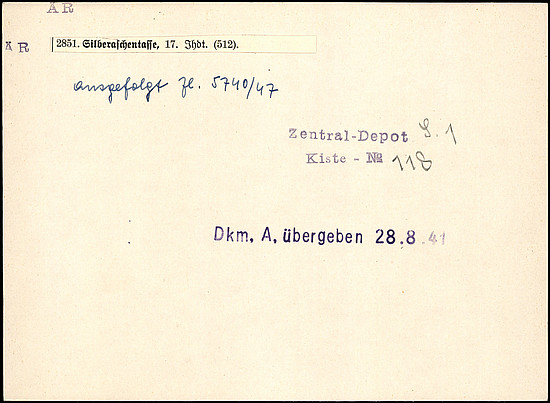 AR
AR
2851. Silberaschentasse, 17. Jhdt. (512).
ausgefolgt Zl. 5740/47
Zentral-Depot S. 1
Kiste - № 118
Dkm. A. übergeben 28.8.41